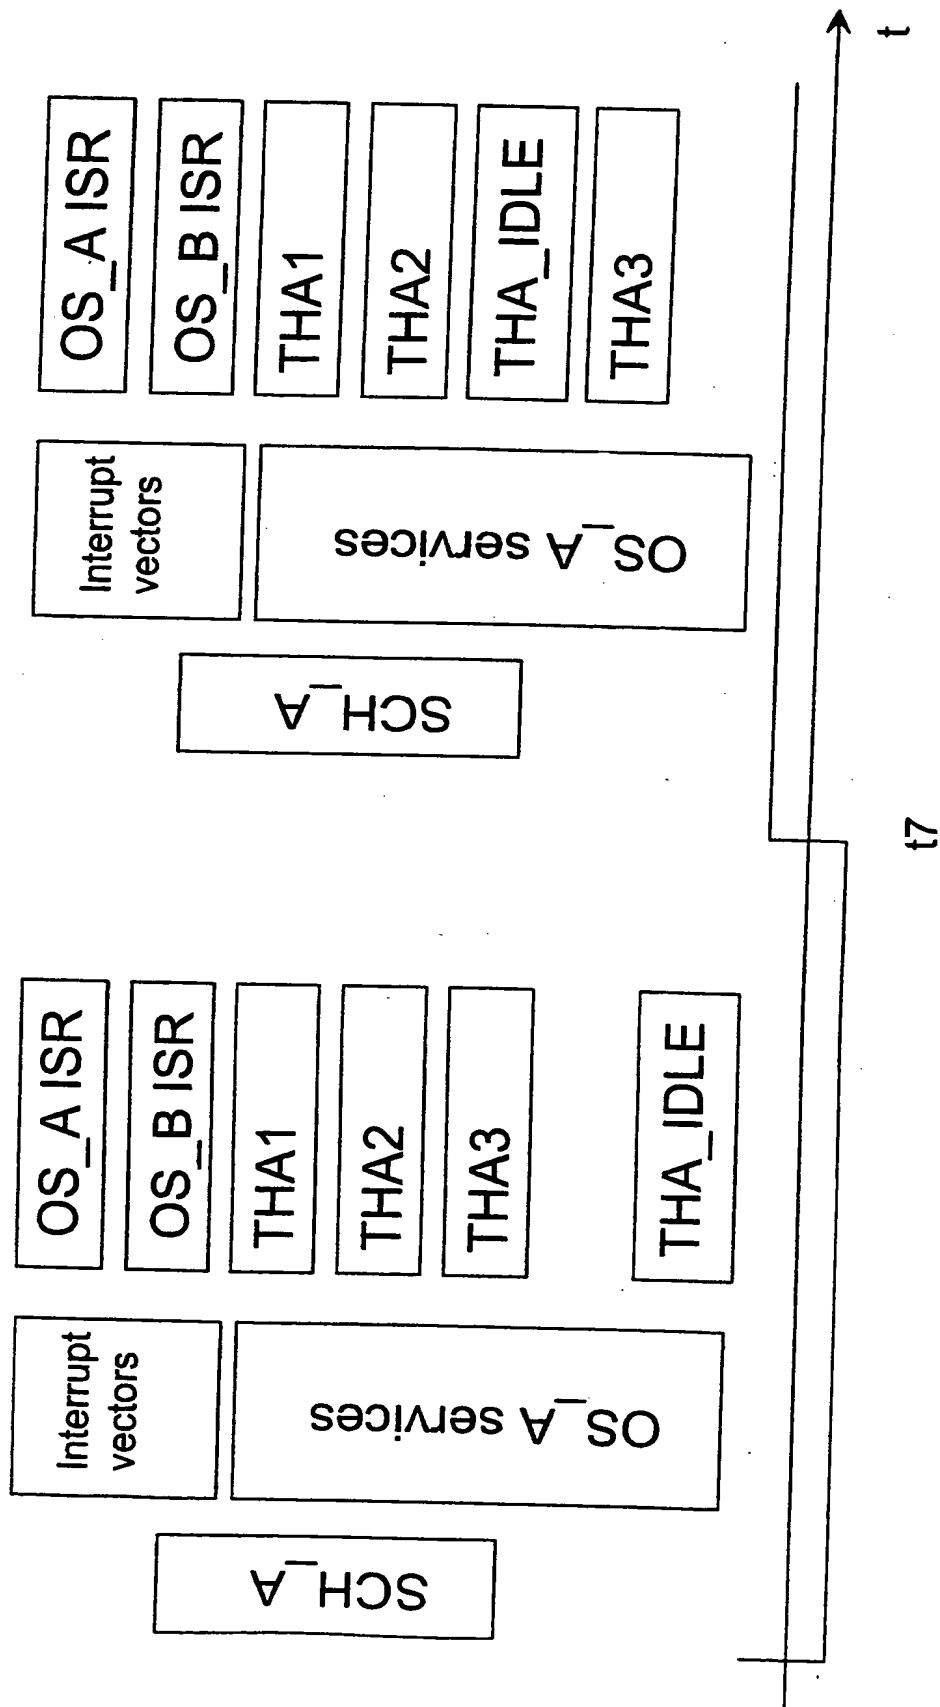 SCH_A
Interrupt
vectors
OS_A services
OS_A ISR
OS_B ISR
THA1
THA2
THA3
THA_IDLE
t7
SCH_A
Interrupt
vectors
OS_A services
OS_A ISR
OS_B ISR
THA1
THA2
THA_IDLE
THA3
t